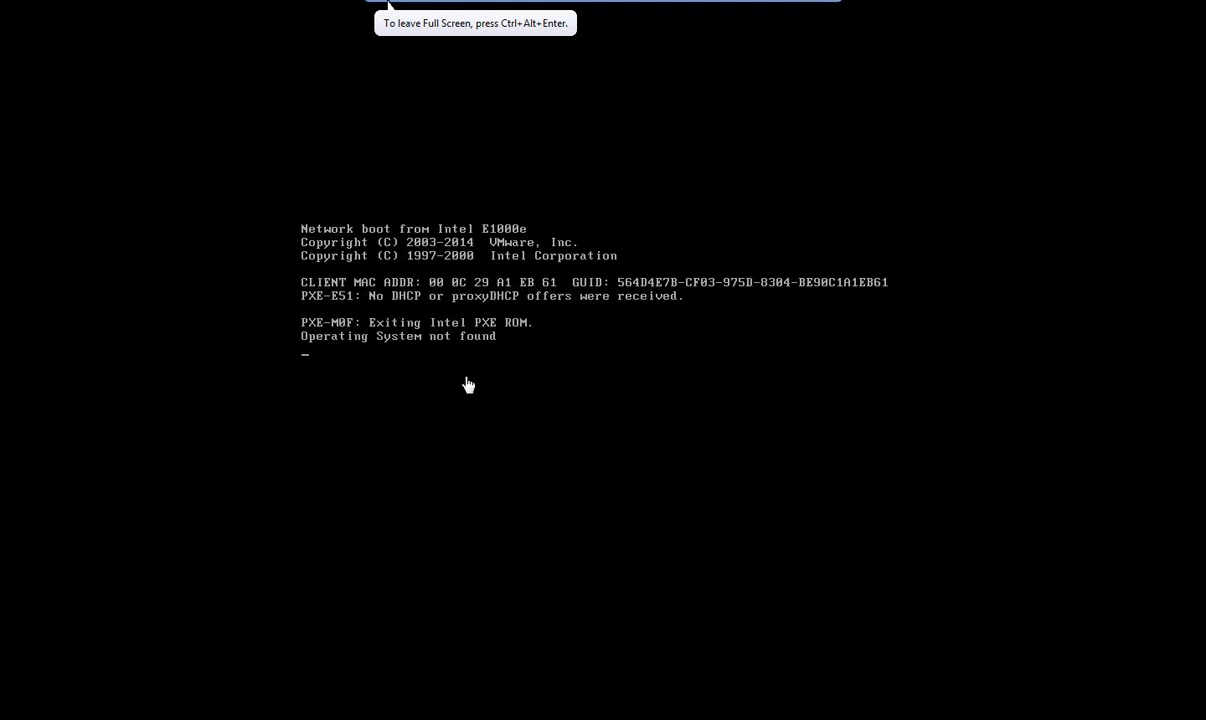 To leave Full Screen, press Ctrl+Alt+Enter.
Network boot from Intel E1000e
Copyright (C) 2003-2014  VMware, Inc.
Copyright (C) 1997-2000  Intel Corporation
CLIENT MAC ADDR: 00 0C 29 A1 EB 61  GUID: 564D4E7B-CF03-975D-8304-BE90C1A1EB61
PXE-E51: No DHCP or proxyDHCP offers were received.
PXE-M0F: Exiting Intel PXE ROM.
Operating System not found